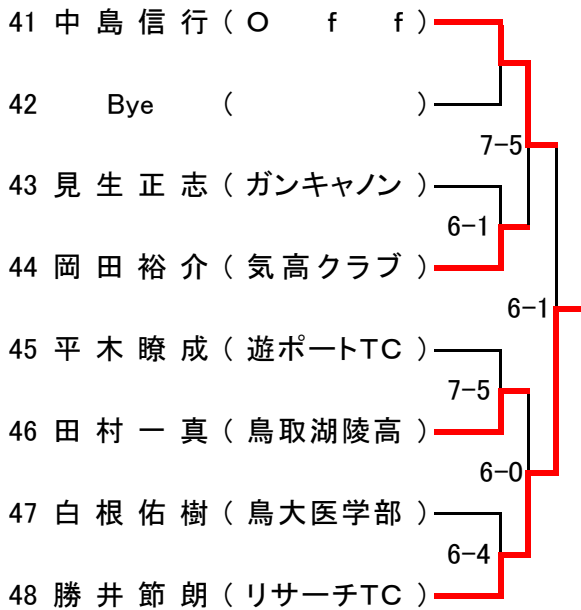 41 中島信行 ( Ｏｆｆ )
42 Bye ( )
7-5
43 見生正志 ( ガンキャノン )
6-1
44 岡田裕介 ( 気高クラブ )
6-1
45 平木瞭成 ( 遊ポートTC )
7-5
46 田村一真 ( 鳥取湖陵高 )
6-0
47 白根佑樹 ( 鳥大医学部 )
6-4
48 勝井節朗 ( リサーチTC )